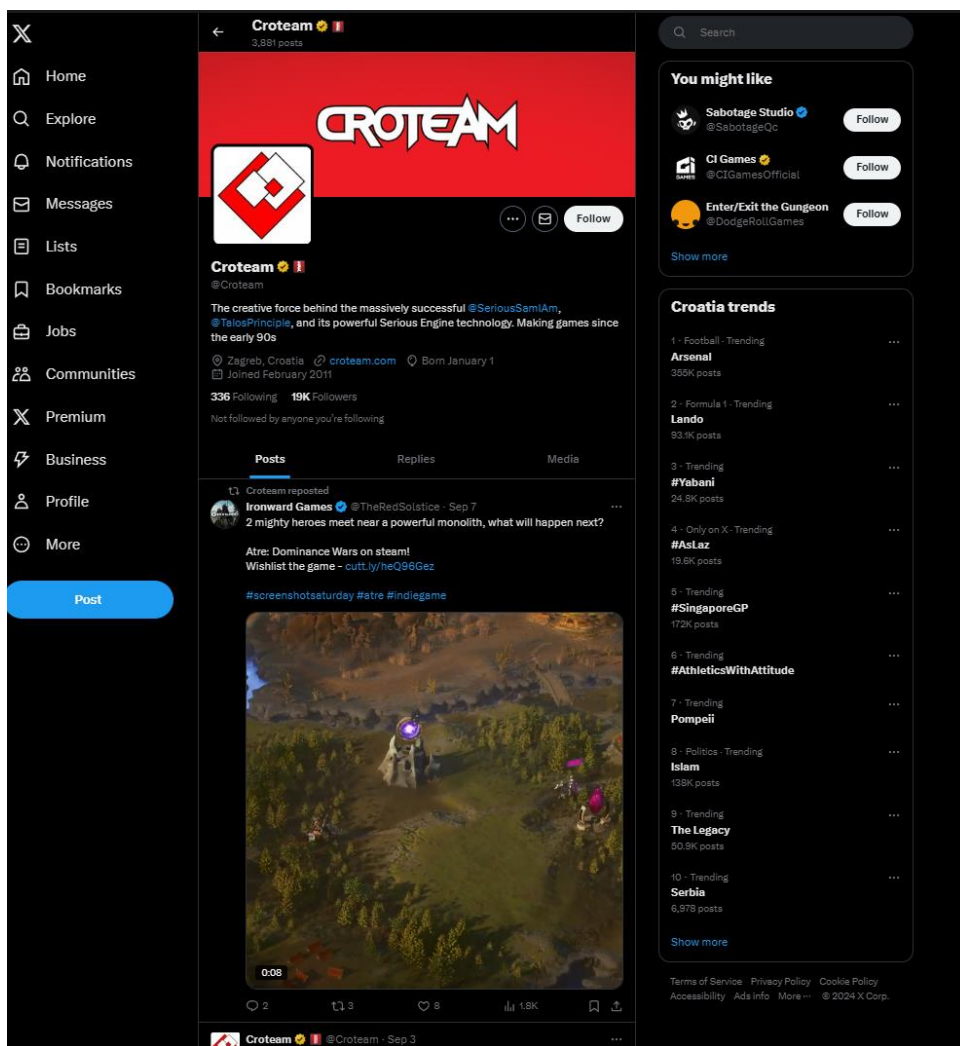 Home
Explore
Notifications
Messages
Lists
Bookmarks
Jobs
Communities
Premium
Business
Profile
More
Post
Croteam
3,881 posts
CROTEAM
Follow
Croteam
@Croteam
The creative force behind the massively successful @SeriousSamIAm,
@TalosPrinciple, and its powerful Serious Engine technology. Making games since
the early 90s
Zagreb, Croatia croteam.com Born January 1
Joined February 2011
336 Following 19K Followers
Not followed by anyone you're following
Posts Replies Media
Croteam reposted
Ironward Games @TheRedSolstice · Sep 7
2 mighty heroes meet near a powerful monolith, what will happen next?
Atre: Dominance Wars on steam!
Wishlist the game - cutt.ly/heQ96Gez
#screenshotsaturday #atre #indiegame
0:08
2 3 8 1.8K
Croteam @Croteam · Sep 3
Search
You might like
Sabotage Studio
@SabotageQc
Follow
CI Games
@CIGamesOfficial
Follow
Enter/Exit the Gungeon
@DodgeRollGames
Follow
Show more
Croatia trends
1 · Football · Trending
Arsenal
355K posts
2 · Formula 1 · Trending
Lando
93.1K posts
3 · Trending
#Yabani
24.8K posts
4 · Only on X · Trending
#AsLaz
19.6K posts
5 · Trending
#SingaporeGP
172K posts
6 · Trending
#AthleticsWithAttitude
7 · Trending
Pompeii
8 · Politics · Trending
Islam
138K posts
9 · Trending
The Legacy
50.9K posts
10 · Trending
Serbia
6,978 posts
Show more
Terms of Service Privacy Policy Cookie Policy
Accessibility Ads info More ··· © 2024 X Corp.